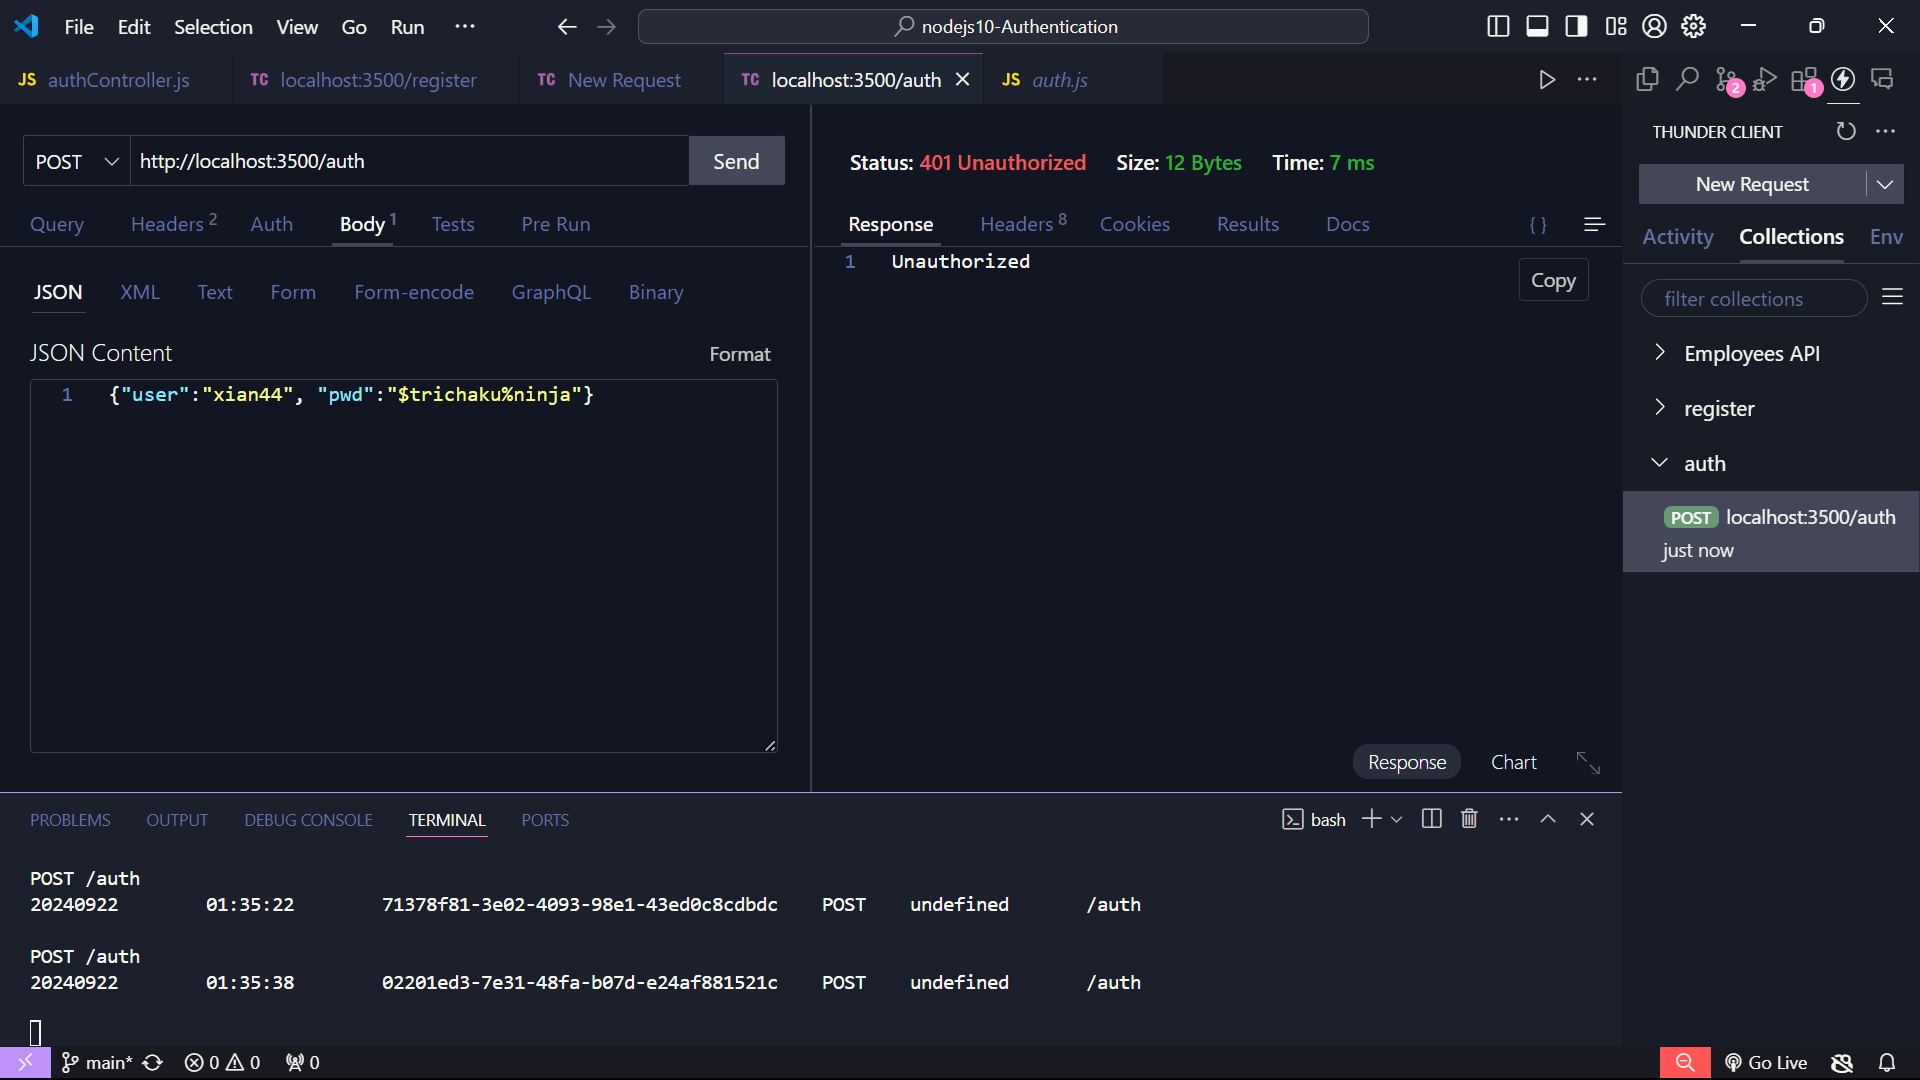 File Edit Selection View Go Run ··· nodejs10-Authentication
JS authController.js TC localhost:3500/register TC New Request TC localhost:3500/auth JS auth.js
2 1
THUNDER CLIENT
POST http://localhost:3500/auth Send
Status: 401 Unauthorized Size: 12 Bytes Time: 7 ms
New Request
Query Headers 2 Auth Body 1 Tests Pre Run
Response Headers 8 Cookies Results Docs { }
Activity Collections Env
1 Unauthorized
Copy
JSON XML Text Form Form-encode GraphQL Binary
filter collections
JSON Content Format
Employees API
1 {"user":"xian44", "pwd":"$trichaku%ninja"}
register
auth
POST localhost:3500/auth
just now
Response Chart
PROBLEMS OUTPUT DEBUG CONSOLE TERMINAL PORTS bash
POST /auth
20240922 01:35:22 71378f81-3e02-4093-98e1-43ed0c8cdbdc POST undefined /auth
POST /auth
20240922 01:35:38 02201ed3-7e31-48fa-b07d-e24af881521c POST undefined /auth
main* 0 0 0 Go Live